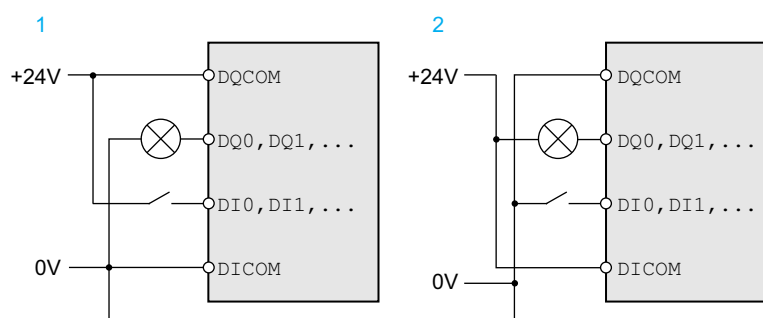 1
+24V
DQCOM
DQ0,DQ1,...
DI0,DI1,...
0V
DICOM
2
+24V
DQCOM
DQ0,DQ1,...
DI0,DI1,...
DICOM
0V